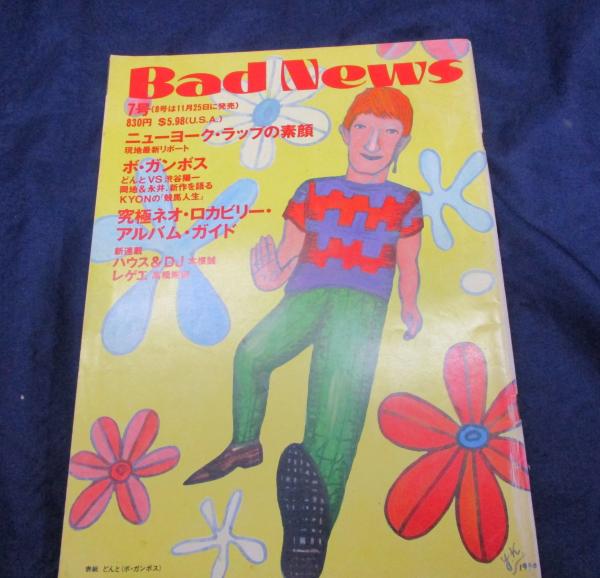 Bad News
7号(8号は11月25日に発売)
830円 $5.98(U.S.A.)
ニューヨーク・ラップの素顔
現地最新リポート
ボ・ガンボス
どんとVS渋谷陽一
岡地&永井、新作を語る
KYONの「競馬人生」
究極ネオ・ロカビリー・
アルバム・ガイド
新連載
ハウス&DJ
レゲエ
表紙 どんと(ボ・ガンボス)